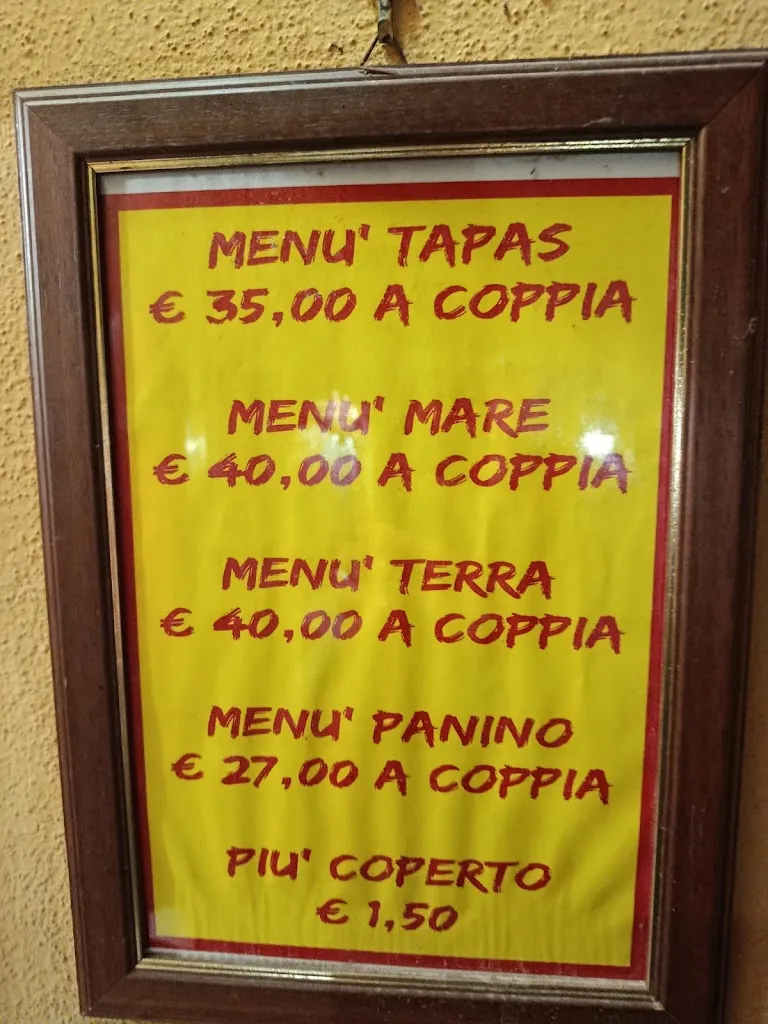 MENU' TAPAS
€ 35,00 A COPPIA
MENU' MARE
€ 40,00 A COPPIA
MENU' TERRA
€ 40,00 A COPPIA
MENU' PANINO
€ 27,00 A COPPIA
PIU' COPERTO
€ 1,50